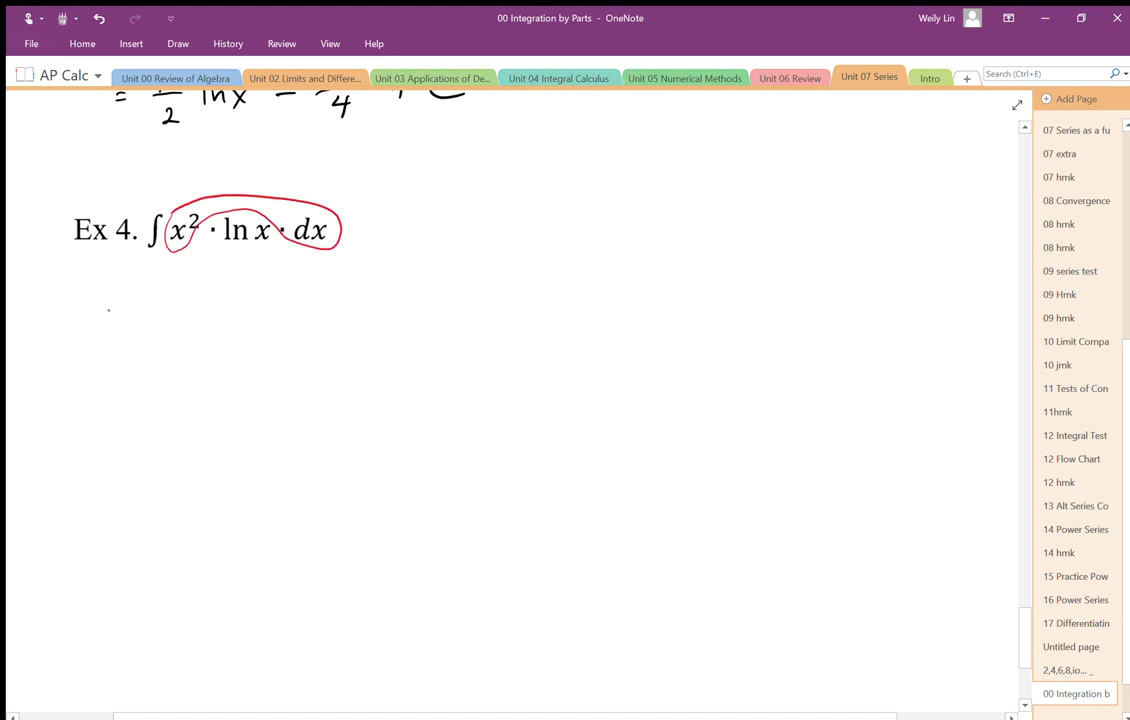 00 Integration by Parts - OneNote
Weily Lin
File Home Insert Draw History Review View Help
AP Calc
Unit 00 Review of Algebra
Unit 02 Limits and Differe...
Unit 03 Applications of De...
Unit 04 Integral Calculus
Unit 05 Numerical Methods
Unit 06 Review
Unit 07 Series
Intro
+
Search (Ctrl+E)
= 2 ln x - 4 +
Ex 4. ∫ x² · ln x · dx
Add Page
07 Series as a fu
07 extra
07 hmk
08 Convergence
08 hmk
08 hmk
09 series test
09 Hmk
09 hmk
10 Limit Compa
10 jmk
11 Tests of Con
11hmk
12 Integral Test
12 Flow Chart
12 hmk
13 Alt Series Co
14 Power Series
14 hmk
15 Practice Pow
16 Power Series
17 Differentiatin
Untitled page
2,4,6,8,io... _
00 Integration b